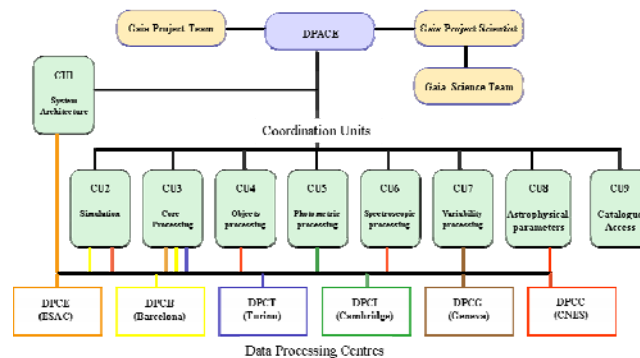 Gaia Project Team
DPACE
Gaia Project Scientist
Gaia Science Team
CU1
System
Architecture
Coordination Units
CU2
Simulation
CU3
Core
Processing
CU4
Objects
processing
CU5
Photometric
processing
CU6
Spectroscopic
processing
CU7
Variability
processing
CU8
Astrophysical
parameters
CU9
Catalogue
Access
DPCE
(ESAC)
DPCB
(Barcelona)
DPCT
(Turin)
DPCI
(Cambridge)
DPCG
(Geneva)
DPCC
(CNES)
Data Processing Centres